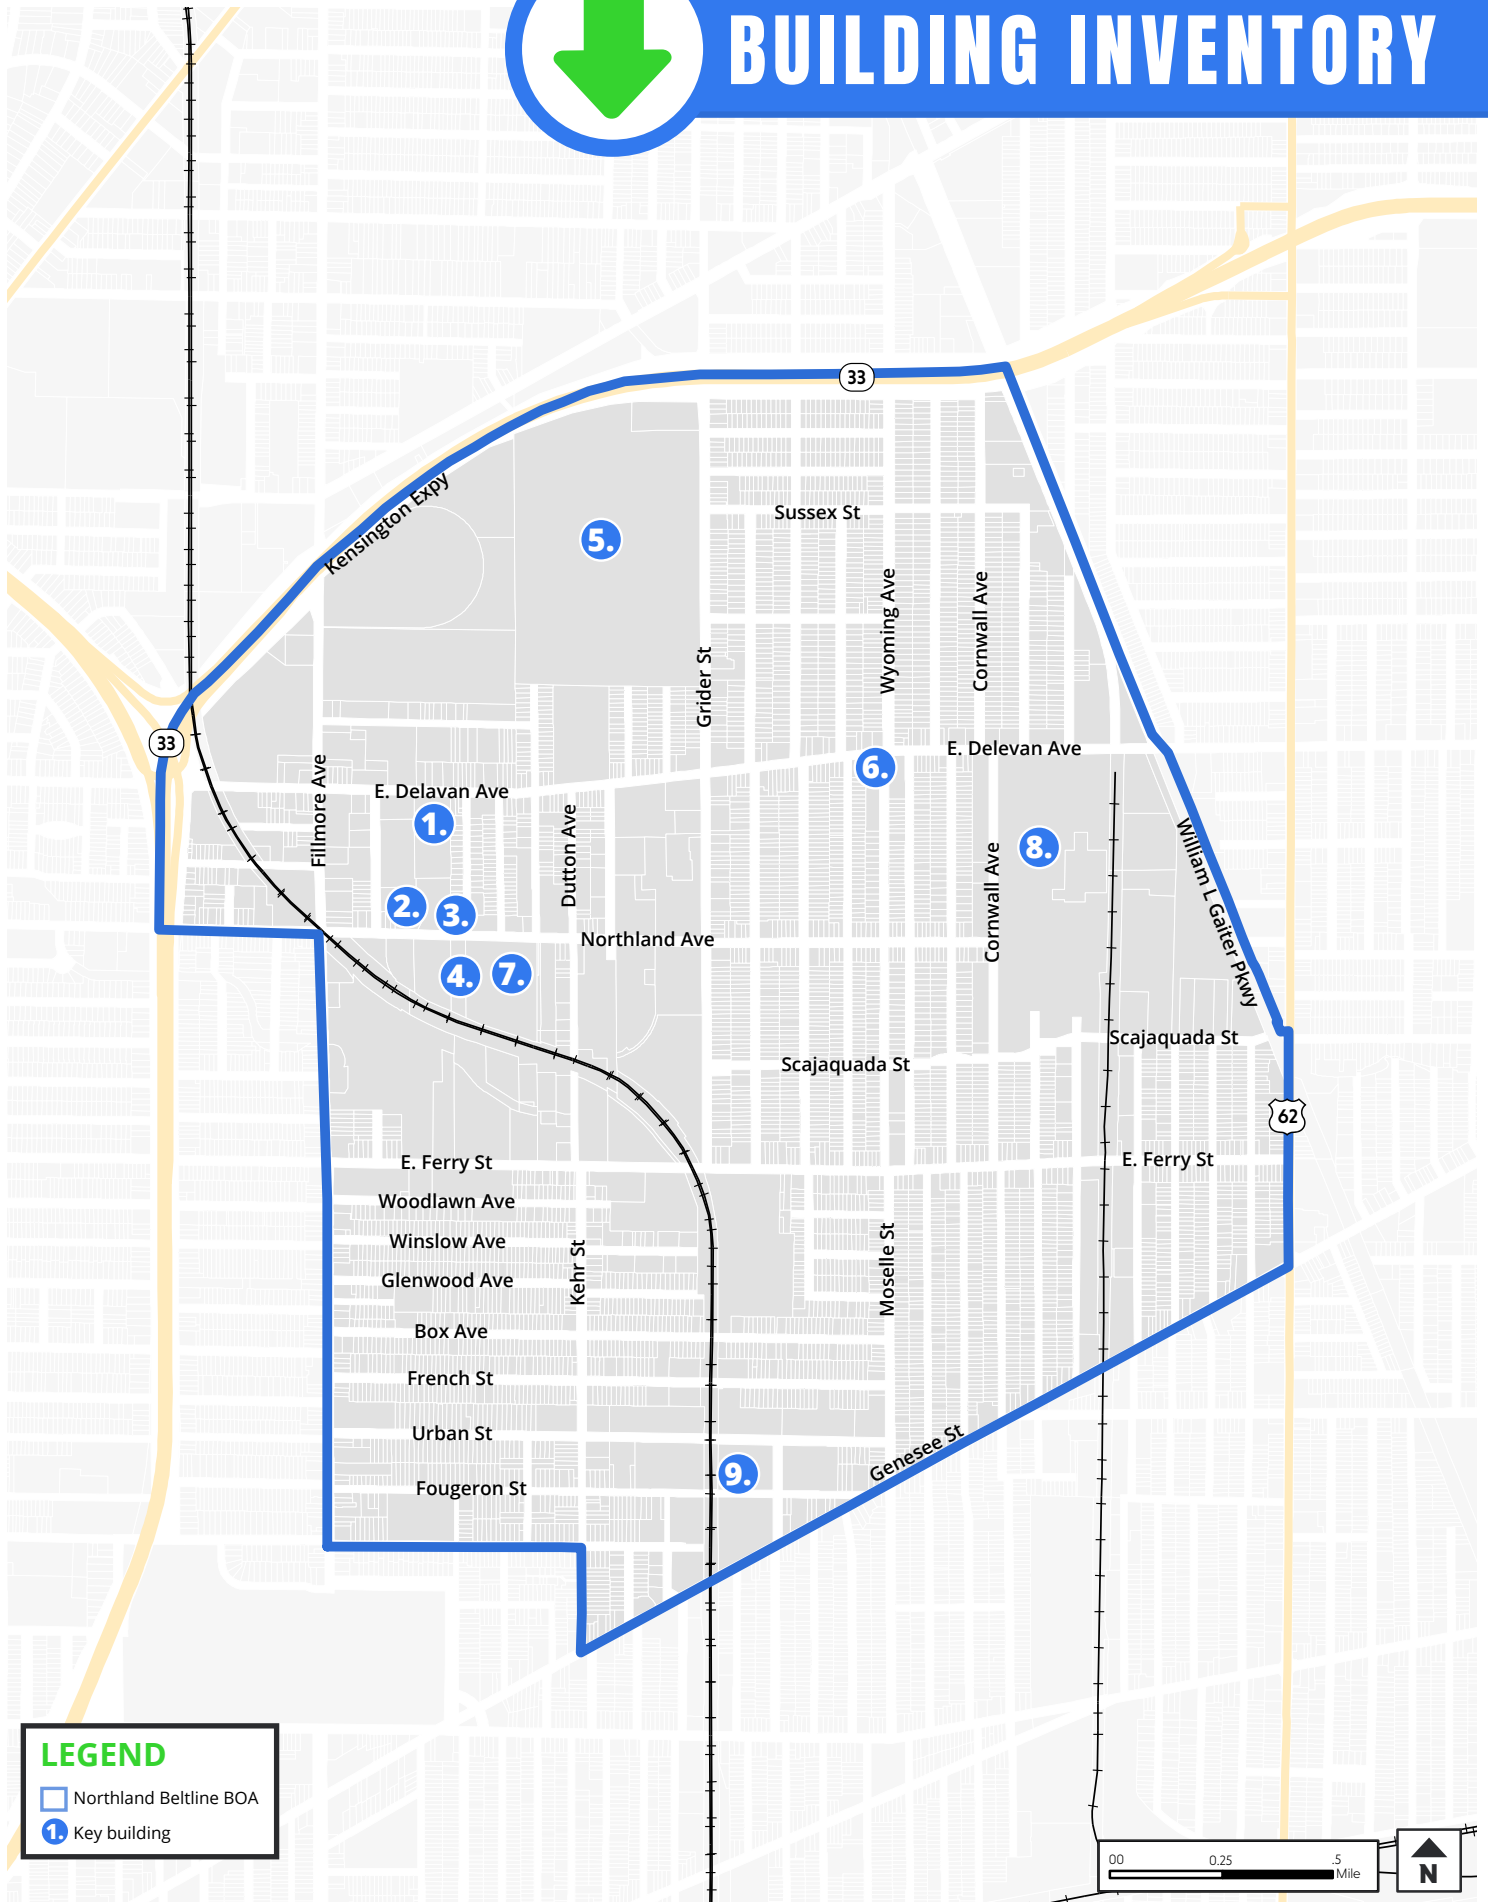 BUILDING INVENTORY
33
Kensington Expy
Sussex St
5.
Wyoming Ave
Cornwall Ave
Grider St
33
E. Delevan Ave
6.
Fillmore Ave
E. Delavan Ave
1.
Dutton Ave
8.
Cornwall Ave
William L Gaiter Pkwy
2.
3.
Northland Ave
4.
7.
Scajaquada St
Scajaquada St
62
E. Ferry St
E. Ferry St
Woodlawn Ave
Winslow Ave
Kehr St
Moselle St
Glenwood Ave
Box Ave
French St
Urban St
Genesee St
9.
Fougeron St
LEGEND
Northland Beltline BOA
1. Key building
00 0.25 .5
Mile
N